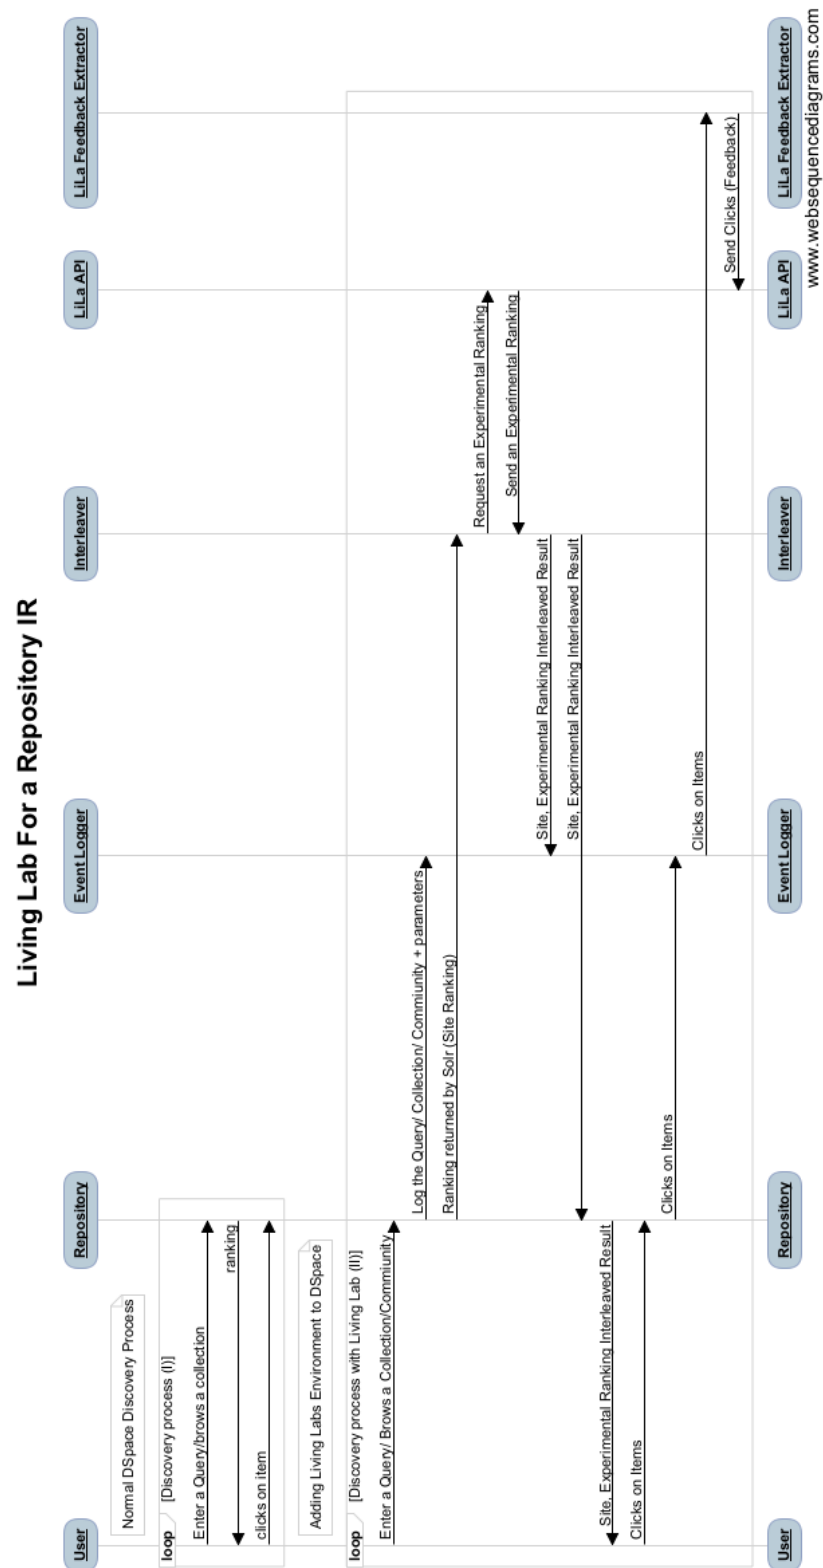 Living Lab For a Repository IR
User
Repository
Event Logger
Interleaver
LiLa API
LiLa Feedback Extractor
Normal DSpace Discovery Process
loop
[Discovery process (I)]
Enter a Query/brows a collection
ranking
clicks on item
Adding Living Labs Environment to DSpace
loop
[Discovery process with Living Lab (II)]
Enter a Query/ Brows a Collection/Commiunity
Log the Query/ Collection/ Commiunity + parameters
Ranking returned by Solr (Site Ranking)
Request an Experimental Ranking
Send an Experimental Ranking
Site, Experimental Ranking Interleaved Result
Site, Experimental Ranking Interleaved Result
Site, Experimental Ranking Interleaved Result
Clicks on Items
Clicks on Items
Clicks on Items
Send Clicks (Feedback)
User
Repository
Event Logger
Interleaver
LiLa API
LiLa Feedback Extractor
www.websequencediagrams.com